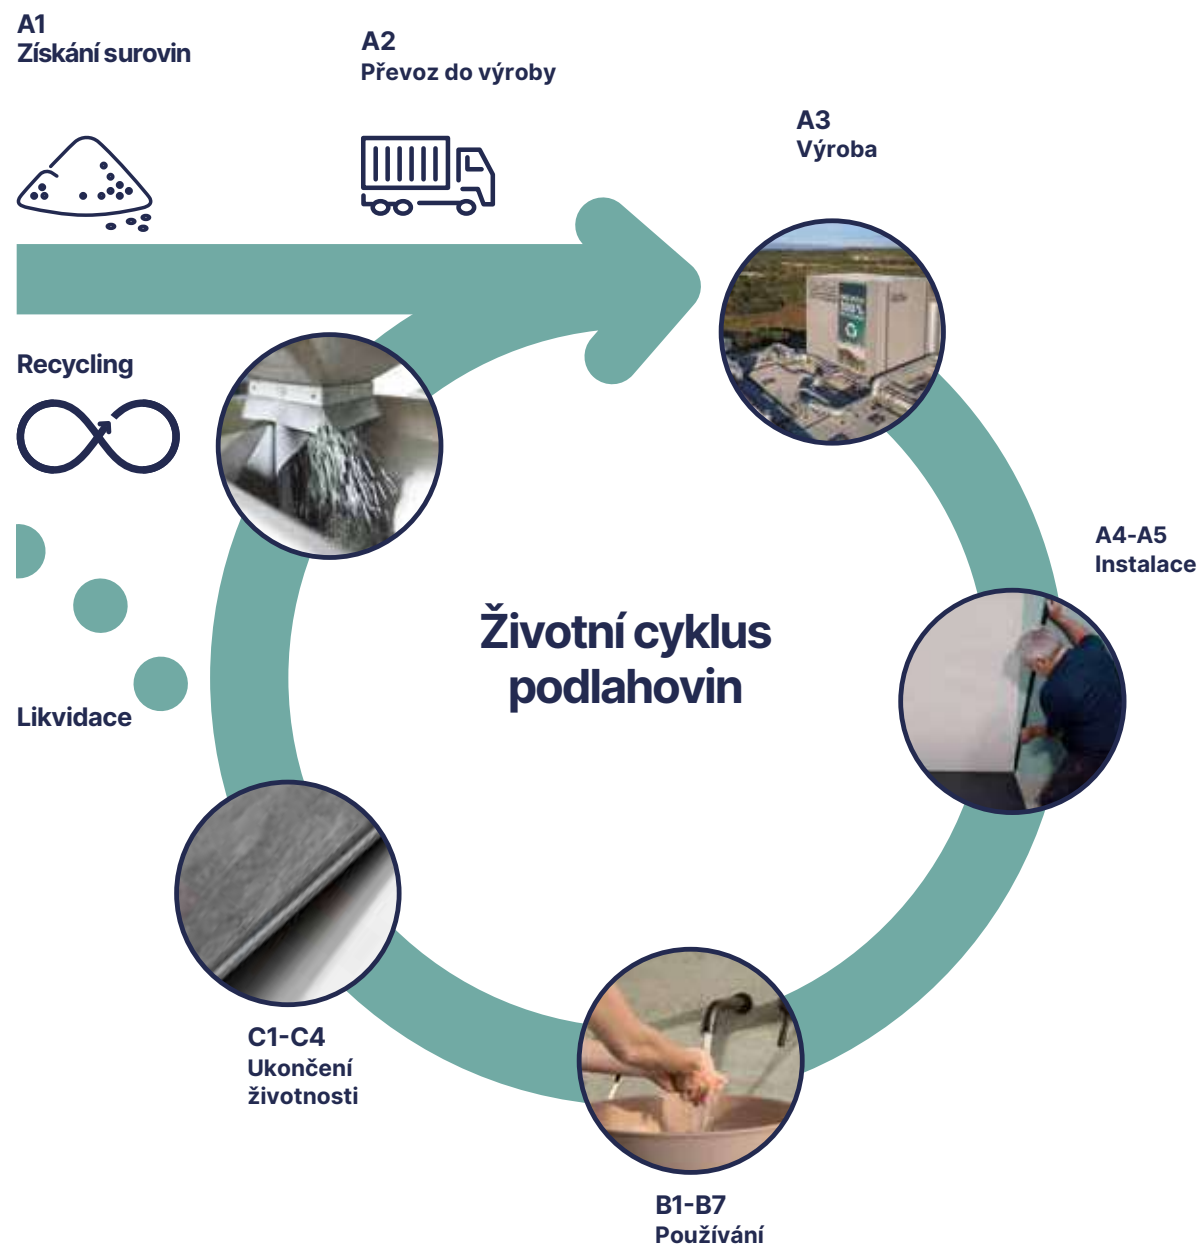 A1
Získání surovin
A2
Převoz do výroby
A3
Výroba
100%
Recycling
A4-A5
Instalace
Životní cyklus
podlahovin
Likvidace
C1-C4
Ukončení
životnosti
B1-B7
Používání